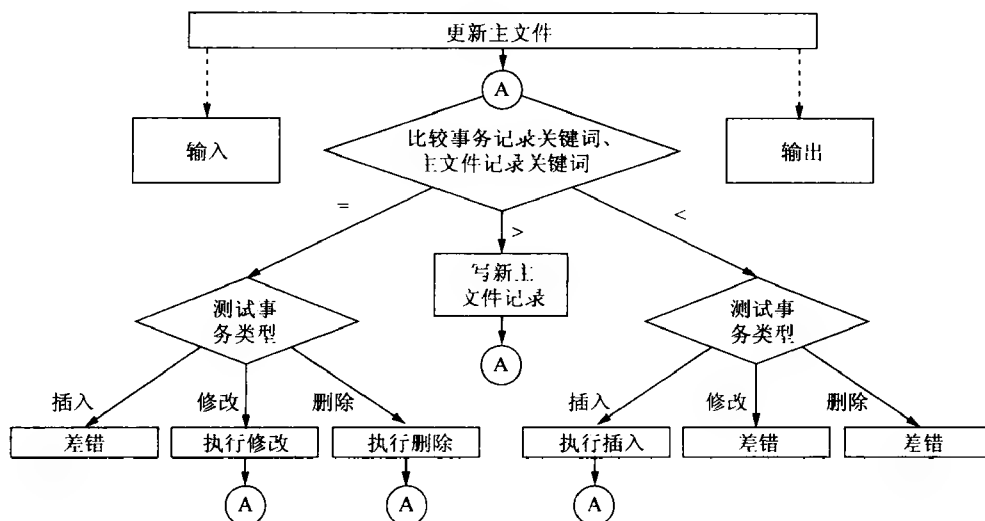 更新主文件
A
输入
比较事务记录关键词、
主文件记录关键词
输出
=
>
<
测试事
务类型
写新主
文件记录
测试事
务类型
A
插入
修改
删除
插入
修改
删除
差错
执行修改
执行删除
执行插入
差错
差错
A
A
A